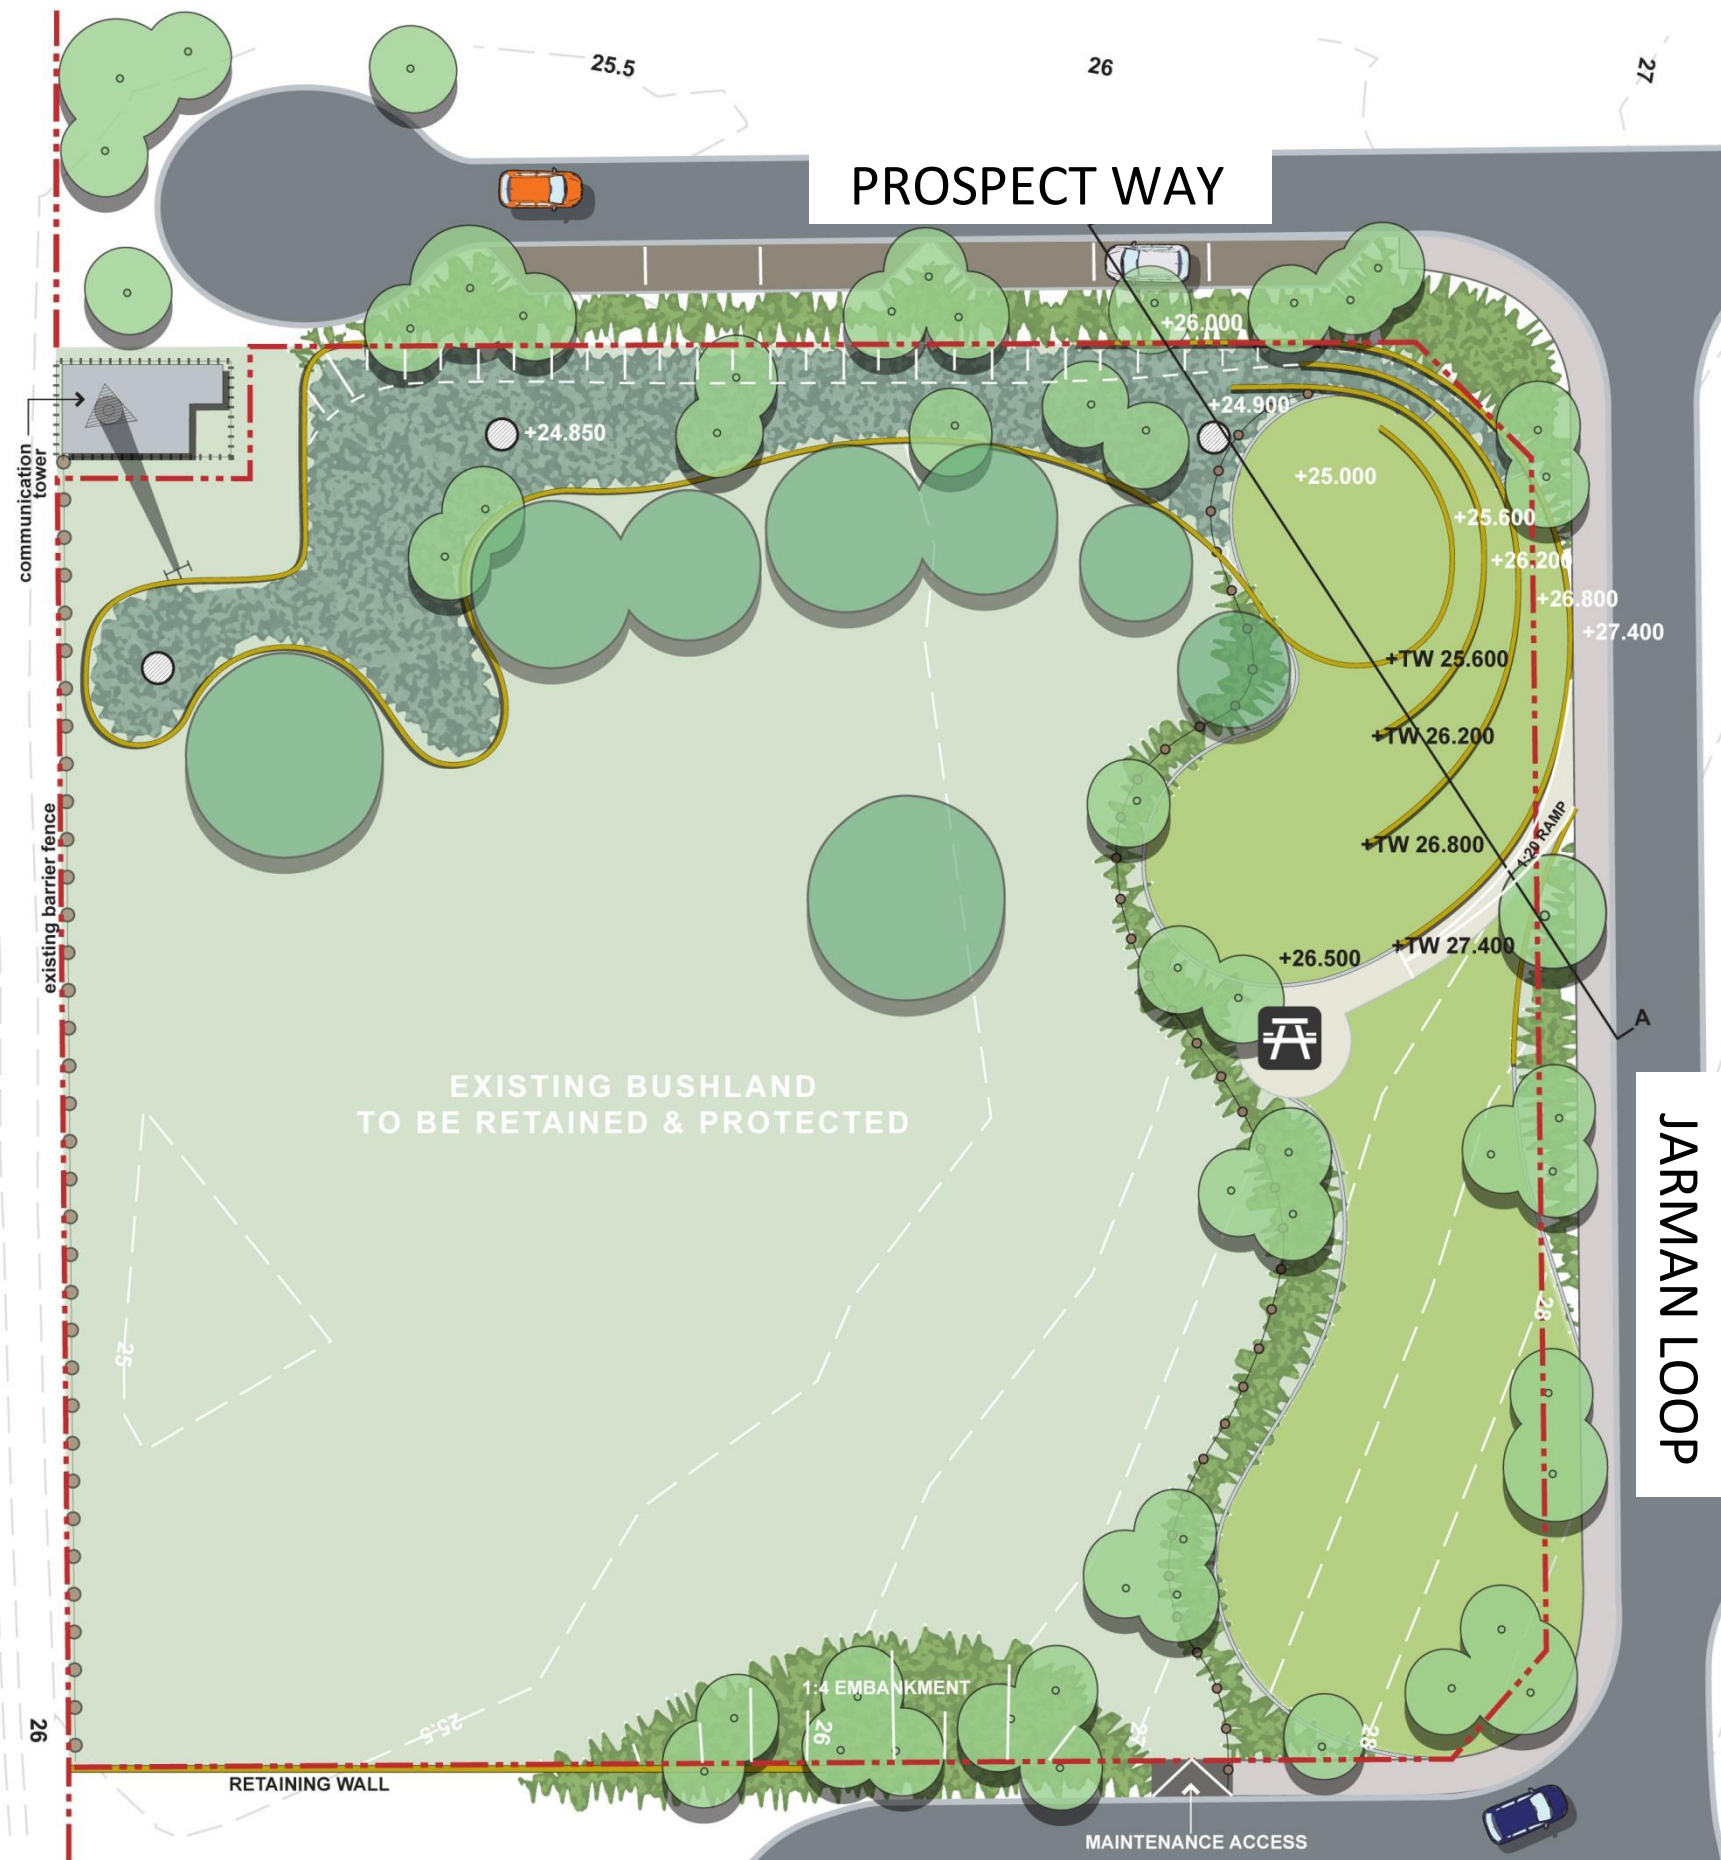 25.5
26
27
PROSPECT WAY
+26.000
+24.900
+24.850
communication
tower
+25.000
+25.600
+26.200
+26.800
+27.400
+TW 25.600
+TW 26.200
+TW 26.800
1:20 RAMP
+TW 27.400
+26.500
A
existing barrier fence
EXISTING BUSHLAND
TO BE RETAINED & PROTECTED
JARMAN LOOP
28
25
1:4 EMBANKMENT
25.5
26
27
28
26
RETAINING WALL
MAINTENANCE ACCESS